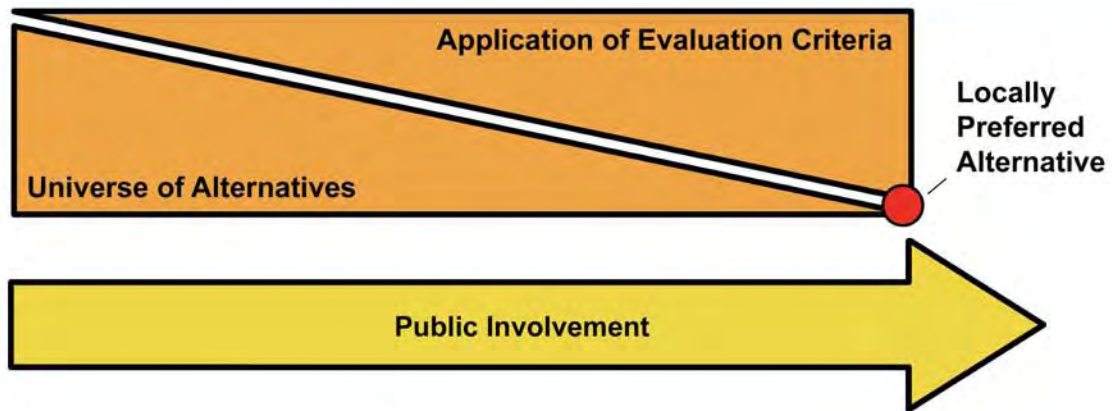 Application of Evaluation Criteria
Locally
Preferred
Alternative
Universe of Alternatives
Public Involvement